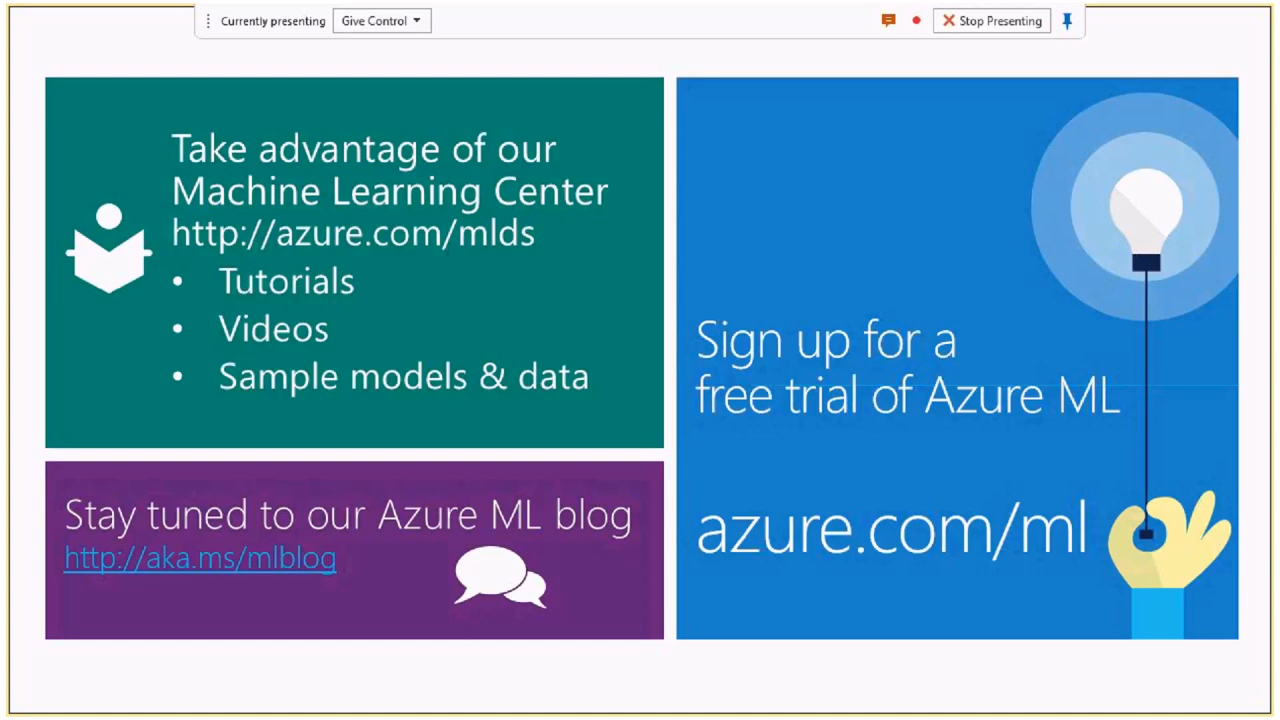 Currently presenting Give Control Stop Presenting
Take advantage of our
Machine Learning Center
http://azure.com/mlds
• Tutorials
• Videos
• Sample models & data
Stay tuned to our Azure ML blog
http://aka.ms/mlblog
Sign up for a
free trial of Azure ML
azure.com/ml